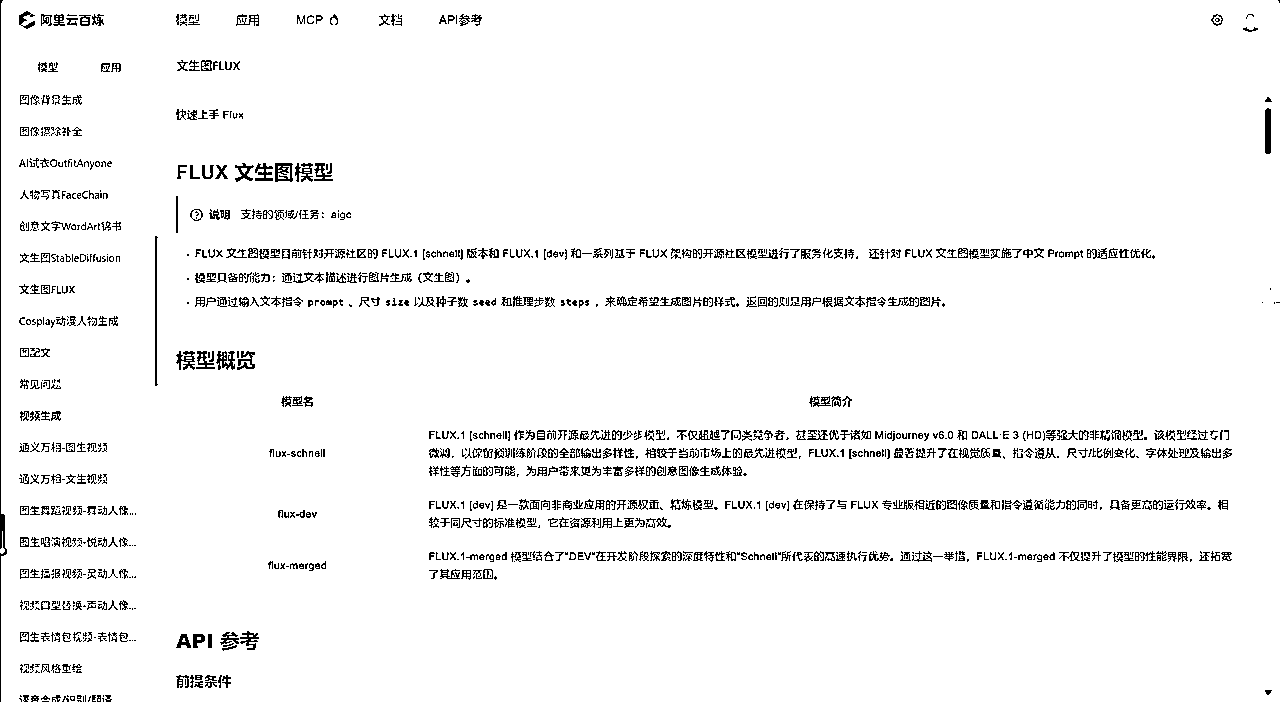 阿里云百炼
模型
应用
MCP
文档
API参考
模型
应用
图像背景生成
图像擦除补全
AI试衣OutfitAnyone
人物写真FaceChain
创意文字WordArt锦书
文生图StableDiffusion
文生图FLUX
Cosplay动漫人物生成
图配文
常见问题
视频生成
通义万相-图生视频
通义万相-文生视频
图生舞蹈视频-舞动人像...
图生唱演视频-悦动人像...
图生播报视频-灵动人像...
视频口型替换-声动人像...
图生表情包视频-表情包...
视频风格重绘
语音合成/识别/翻译
文生图FLUX
快速上手 Flux
FLUX 文生图模型
说明 支持的领域/任务：aigc
· FLUX 文生图模型目前针对开源社区的 FLUX.1 [schnell] 版本和 FLUX.1 [dev] 和一系列基于 FLUX 架构的开源社区模型进行了服务化支持， 还针对 FLUX 文生图模型实施了中文 Prompt 的适应性优化。
· 模型具备的能力：通过文本描述进行图片生成（文生图）。
· 用户通过输入文本指令 prompt 、尺寸 size 以及种子数 seed 和推理步数 steps ，来确定希望生成图片的样式。返回的则是用户根据文本指令生成的图片。
模型概览
模型名
模型简介
flux-schnell
FLUX.1 [schnell] 作为目前开源最先进的少步模型，不仅超越了同类竞争者，甚至还优于诸如 Midjourney v6.0 和 DALL·E 3 (HD)等强大的非精馏模型。该模型经过专门
微调，以保留预训练阶段的全部输出多样性，相较于当前市场上的最先进模型，FLUX.1 [schnell] 显著提升了在视觉质量、指令遵从、尺寸/比例变化、字体处理及输出多
样性等方面的可能，为用户带来更为丰富多样的创意图像生成体验。
flux-dev
FLUX.1 [dev] 是一款面向非商业应用的开源权重、精炼模型。FLUX.1 [dev] 在保持了与 FLUX 专业版相近的图像质量和指令遵循能力的同时，具备更高的运行效率。相
较于同尺寸的标准模型，它在资源利用上更为高效。
flux-merged
FLUX.1-merged 模型结合了"DEV"在开发阶段探索的深度特性和"Schnell"所代表的高速执行优势。通过这一举措，FLUX.1-merged 不仅提升了模型的性能界限，还拓宽
了其应用范围。
API 参考
前提条件